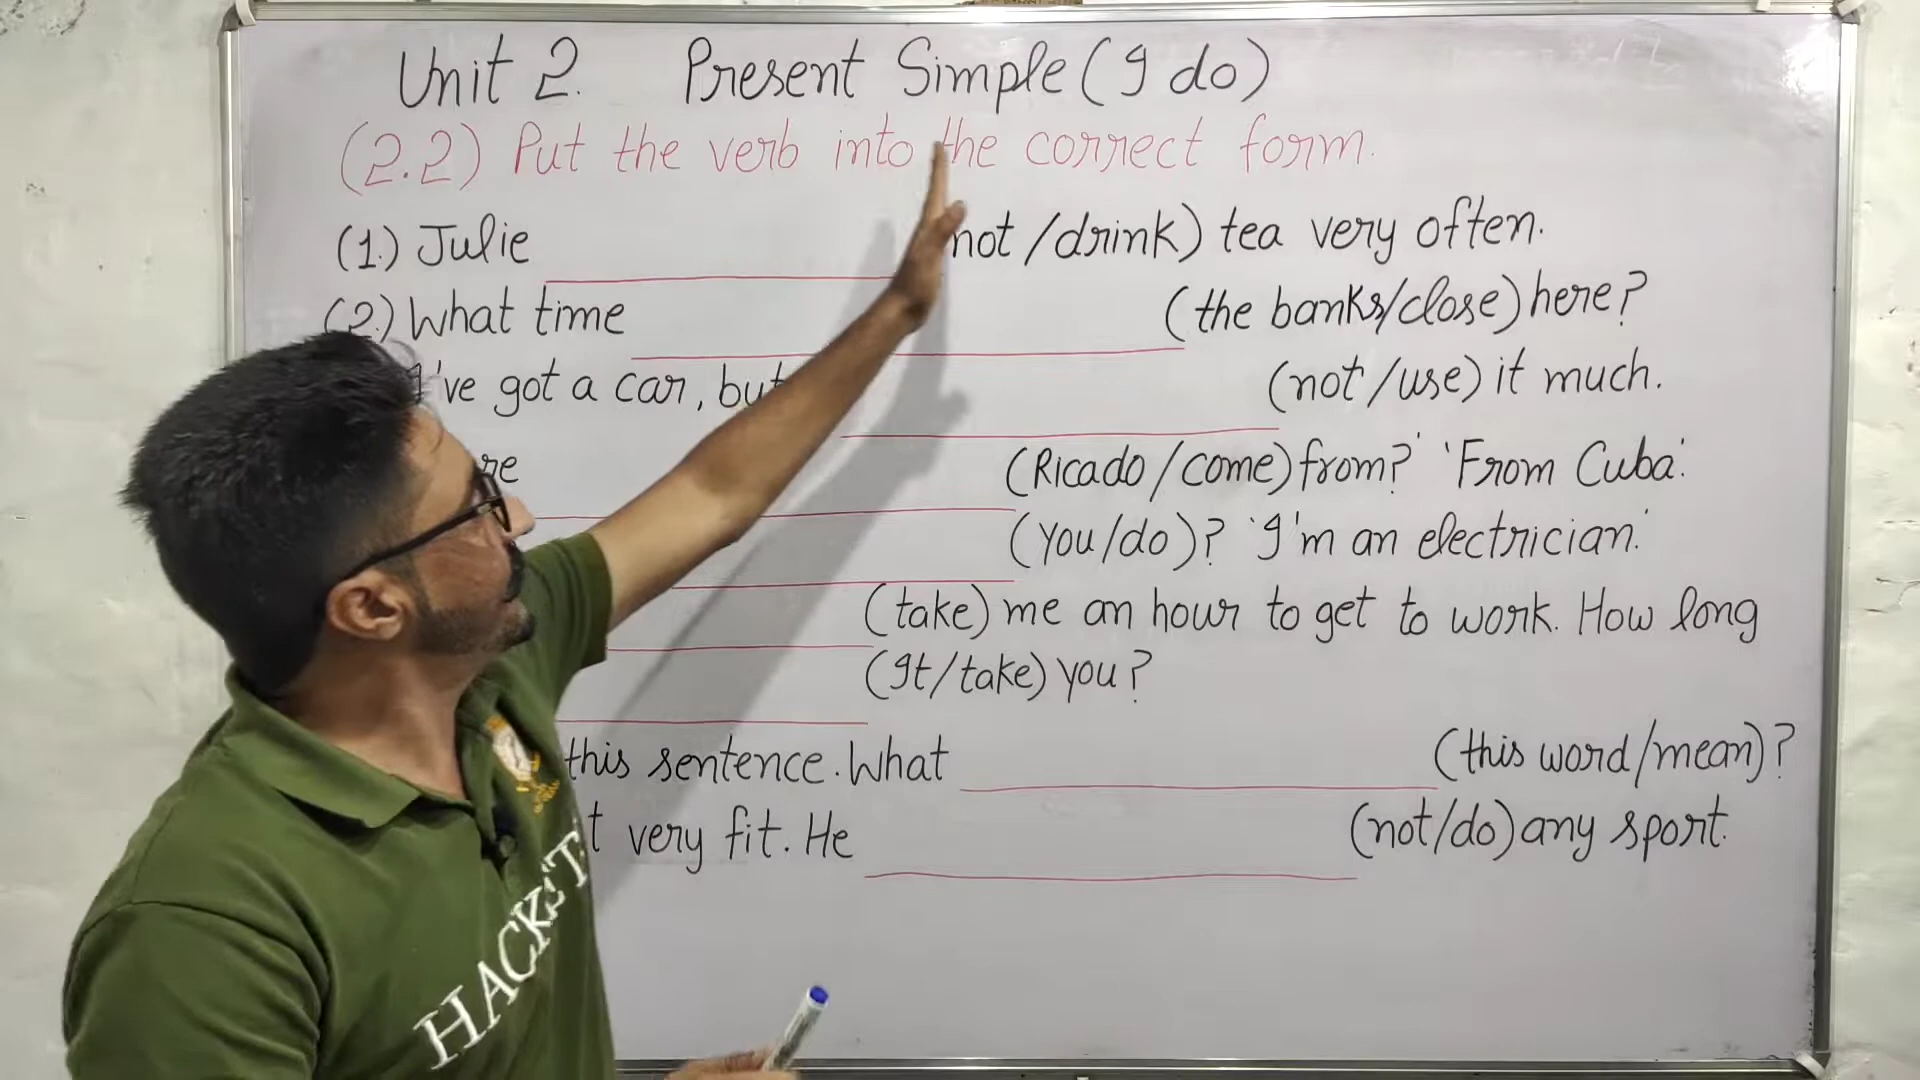 Unit 2. Present Simple (I do)
(2.2) Put the verb into the correct form.
(1.) Julie not/drink) tea very often.
(2.) What time (the banks/close) here?
I've got a car, but (not/use) it much.
(Ricado/come) from?' 'From Cuba.'
(you/do)? 'I'm an electrician.'
(take) me an hour to get to work. How long
(It/take) you?
this sentence. What (this word/mean)?
very fit. He (not/do) any sport.
HACKETT